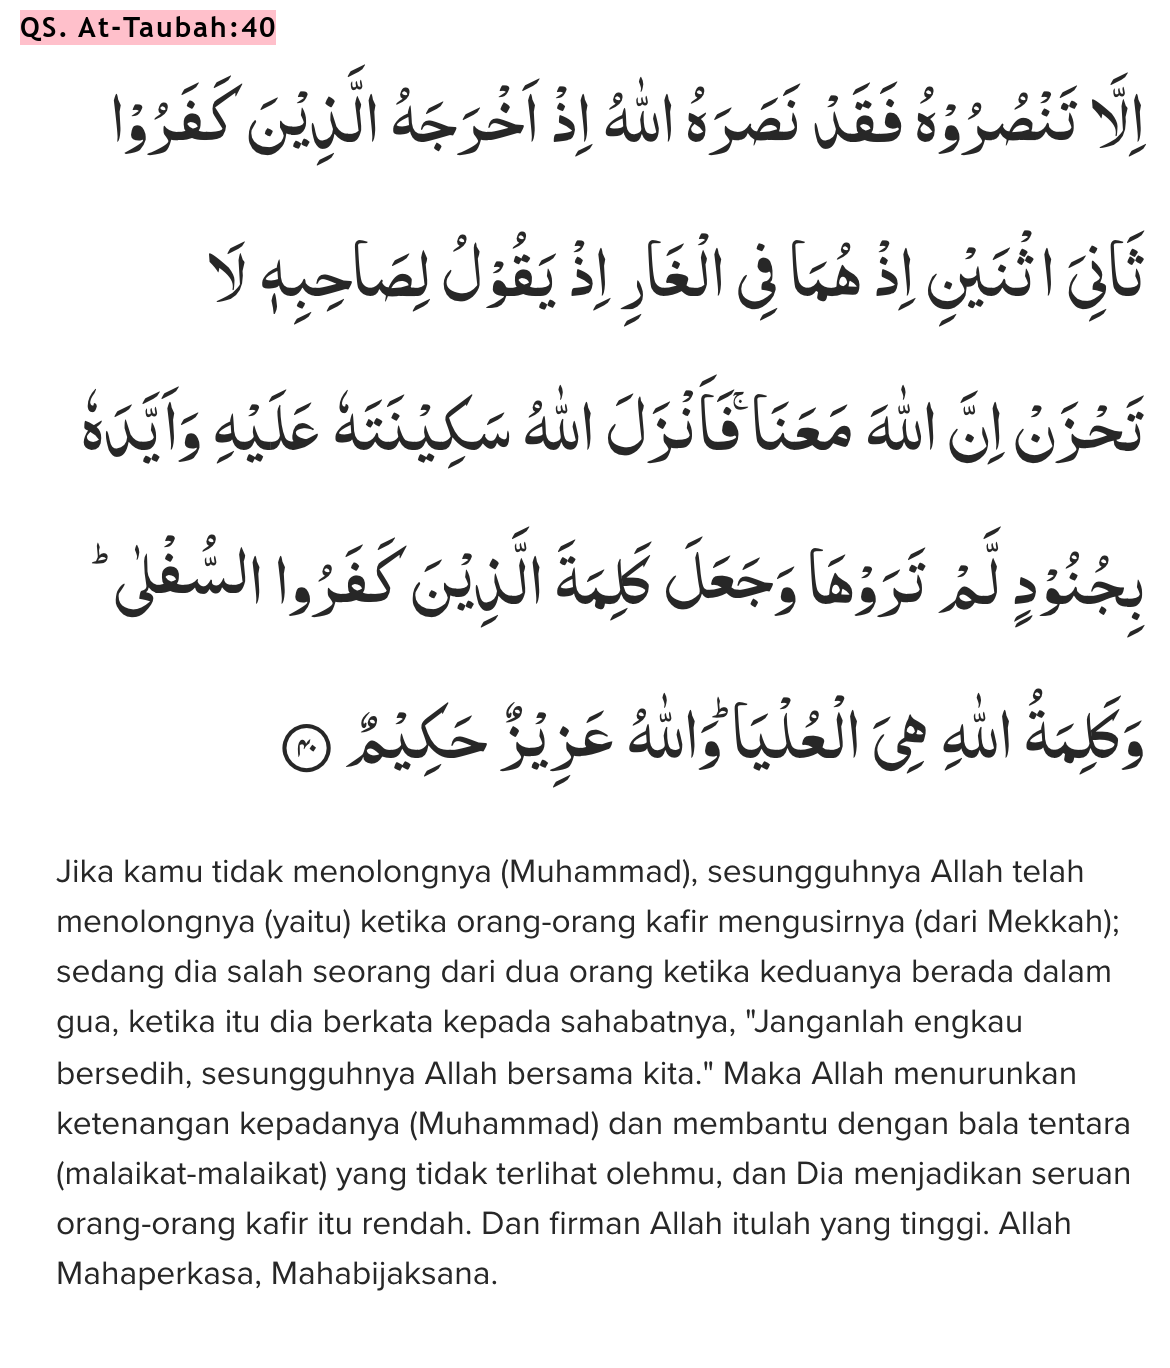 QS. At-Taubah:40
اِلَّا تَنْصُرُوْهُ فَقَدْ نَصَرَهُ اللّٰهُ اِذْ اَخْرَجَهُ الَّذِيْنَ كَفَرُوْا
ثَانِيَ اثْنَيْنِ اِذْ هُمَا فِى الْغَارِ اِذْ يَقُوْلُ لِصَاحِبِهٖ لَا
تَحْزَنْ اِنَّ اللّٰهَ مَعَنَاۚ فَاَنْزَلَ اللّٰهُ سَكِيْنَتَهٗ عَلَيْهِ وَاَيَّدَهٗ
بِجُنُوْدٍ لَّمْ تَرَوْهَا وَجَعَلَ كَلِمَةَ الَّذِيْنَ كَفَرُوا السُّفْلٰىۗ
وَكَلِمَةُ اللّٰهِ هِيَ الْعُلْيَاۗ وَاللّٰهُ عَزِيْزٌ حَكِيْمٌ ۴۰
Jika kamu tidak menolongnya (Muhammad), sesungguhnya Allah telah
menolongnya (yaitu) ketika orang-orang kafir mengusirnya (dari Mekkah);
sedang dia salah seorang dari dua orang ketika keduanya berada dalam
gua, ketika itu dia berkata kepada sahabatnya, "Janganlah engkau
bersedih, sesungguhnya Allah bersama kita." Maka Allah menurunkan
ketenangan kepadanya (Muhammad) dan membantu dengan bala tentara
(malaikat-malaikat) yang tidak terlihat olehmu, dan Dia menjadikan seruan
orang-orang kafir itu rendah. Dan firman Allah itulah yang tinggi. Allah
Mahaperkasa, Mahabijaksana.